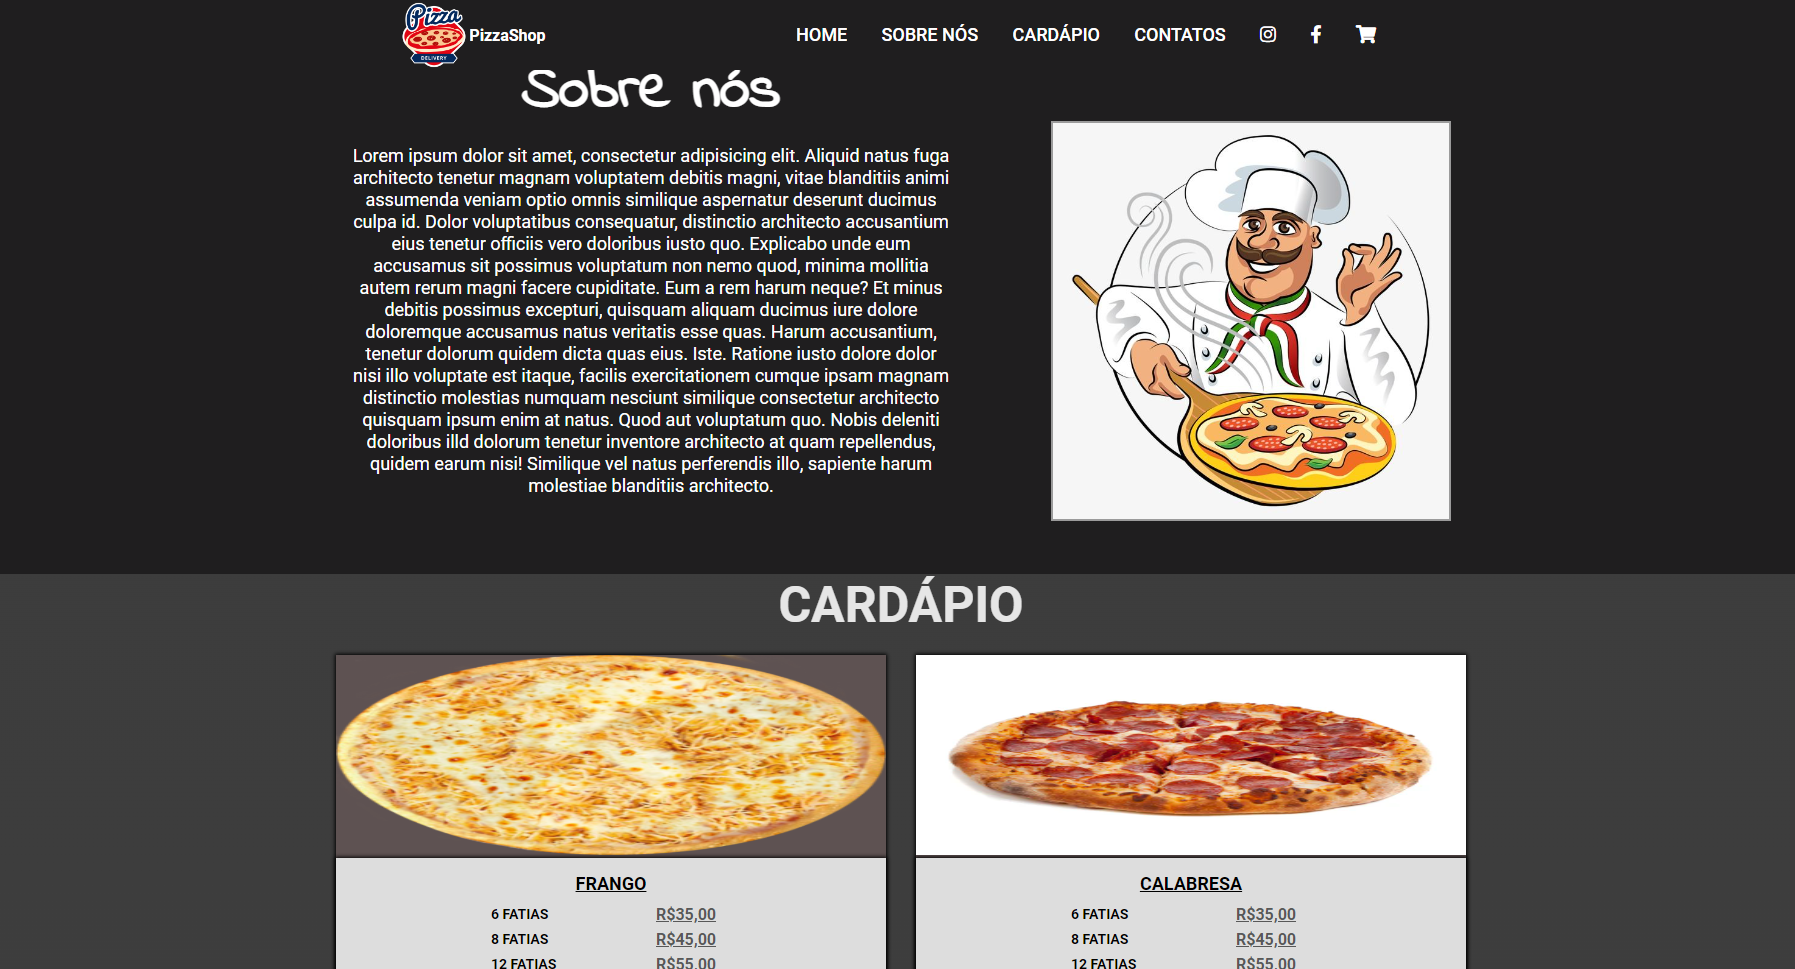 Pizza
DELIVERY
PizzaShop
HOME SOBRE NÓS CARDÁPIO CONTATOS
Sobre nós
Lorem ipsum dolor sit amet, consectetur adipisicing elit. Aliquid natus fuga
architecto tenetur magnam voluptatem debitis magni, vitae blanditiis animi
assumenda veniam optio omnis similique aspernatur deserunt ducimus
culpa id. Dolor voluptatibus consequatur, distinctio architecto accusantium
eius tenetur officiis vero doloribus iusto quo. Explicabo unde eum
accusamus sit possimus voluptatum non nemo quod, minima mollitia
autem rerum magni facere cupiditate. Eum a rem harum neque? Et minus
debitis possimus excepturi, quisquam aliquam ducimus iure dolore
doloremque accusamus natus veritatis esse quas. Harum accusantium,
tenetur dolorum quidem dicta quas eius. Iste. Ratione iusto dolore dolor
nisi illo voluptate est itaque, facilis exercitationem cumque ipsam magnam
distinctio molestias numquam nesciunt similique consectetur architecto
quisquam ipsum enim at natus. Quod aut voluptatum quo. Nobis deleniti
doloribus illd dolorum tenetur inventore architecto at quam repellendus,
quidem earum nisi! Similique vel natus perferendis illo, sapiente harum
molestiae blanditiis architecto.
CARDÁPIO
FRANGO
6 FATIAS R$35,00
8 FATIAS R$45,00
12 FATIAS R$55,00
CALABRESA
6 FATIAS R$35,00
8 FATIAS R$45,00
12 FATIAS R$55,00